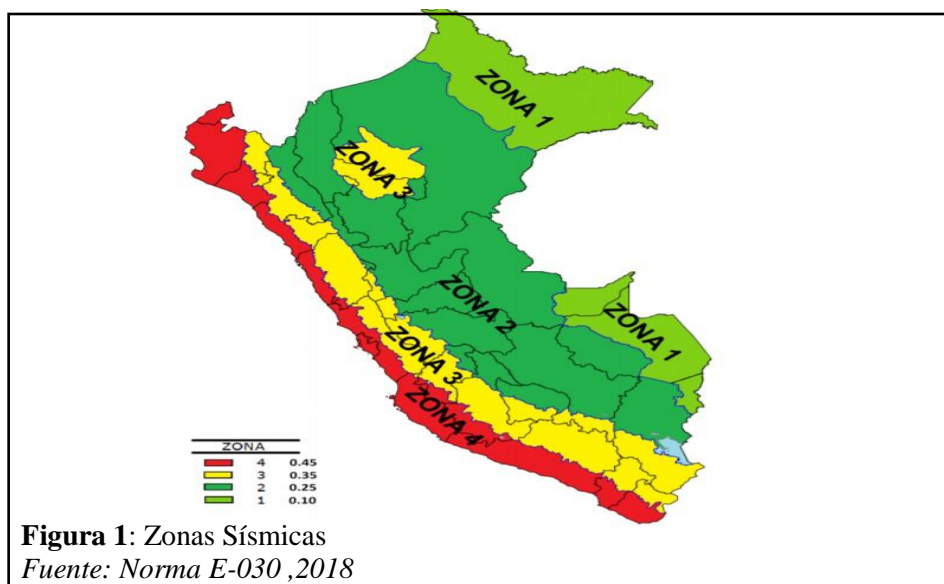 ZONA 1
ZONA 3
ZONA 2
ZONA 1
ZONA 3
ZONA 4
ZONA
4 0.45
3 0.35
2 0.25
1 0.10
Figura 1: Zonas Sísmicas
Fuente: Norma E-030 ,2018